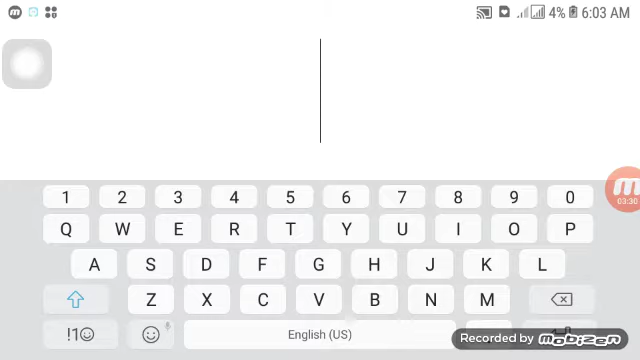 4% 6:03 AM
1 2 3 4 5 6 7 8 9 0
Q W E R T Y U I O P
03:30
A S D F G H J K L
Z X C V B N M
!1☺ English (US)
Recorded by mobizen